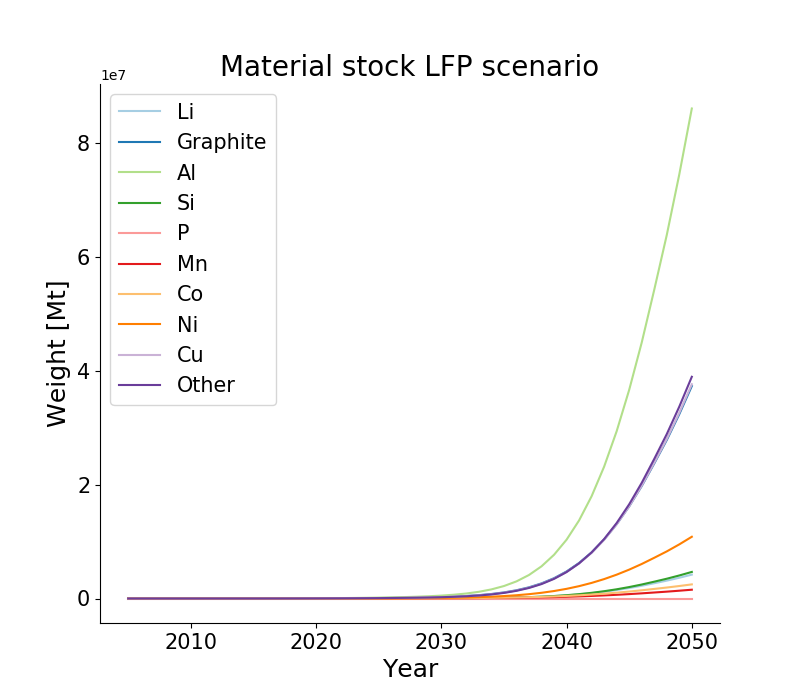 Material stock LFP scenario
1e7
Li
Graphite
Al
Si
P
Mn
Co
Ni
Cu
Other
8
6
4
2
0
Weight [Mt]
2010 2020 2030 2040 2050
Year